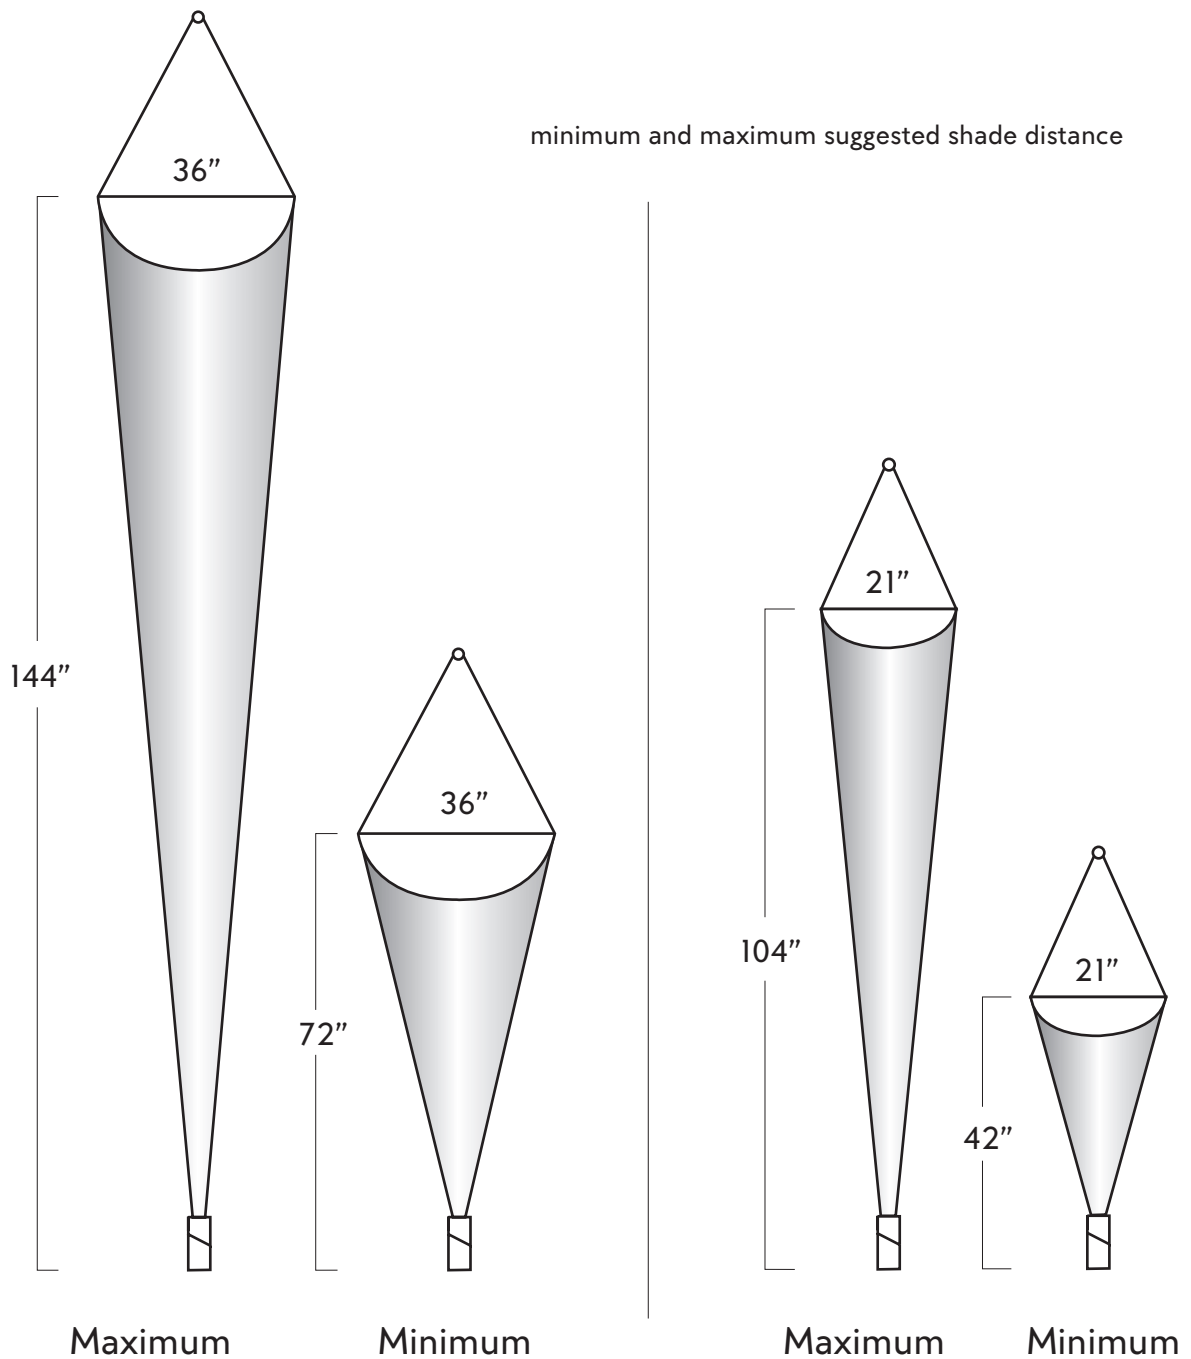 minimum and maximum suggested shade distance
36”
144”
36”
72”
21”
104”
21”
42”
Maximum
Minimum
Maximum
Minimum